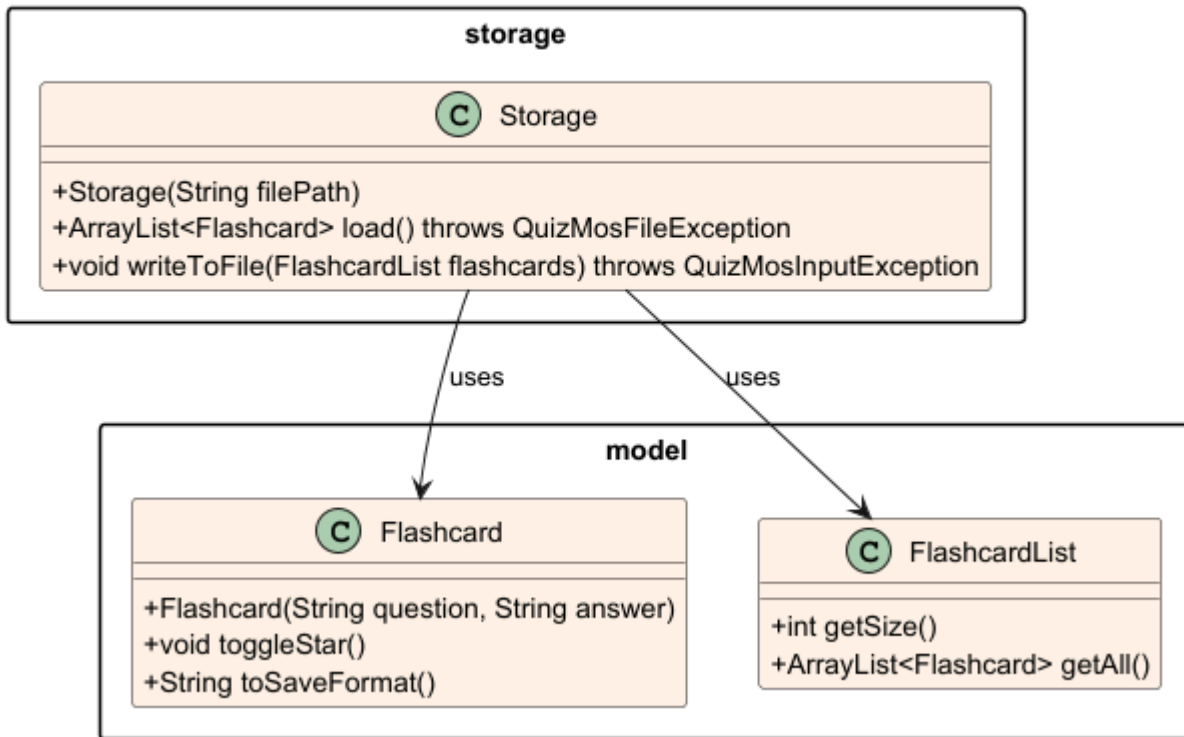 storage
C Storage
+Storage(String filePath)
+ArrayList<Flashcard> load() throws QuizMosFileException
+void writeToFile(FlashcardList flashcards) throws QuizMosInputException
uses
uses
model
C Flashcard
+Flashcard(String question, String answer)
+void toggleStar()
+String toSaveFormat()
C FlashcardList
+int getSize()
+ArrayList<Flashcard> getAll()